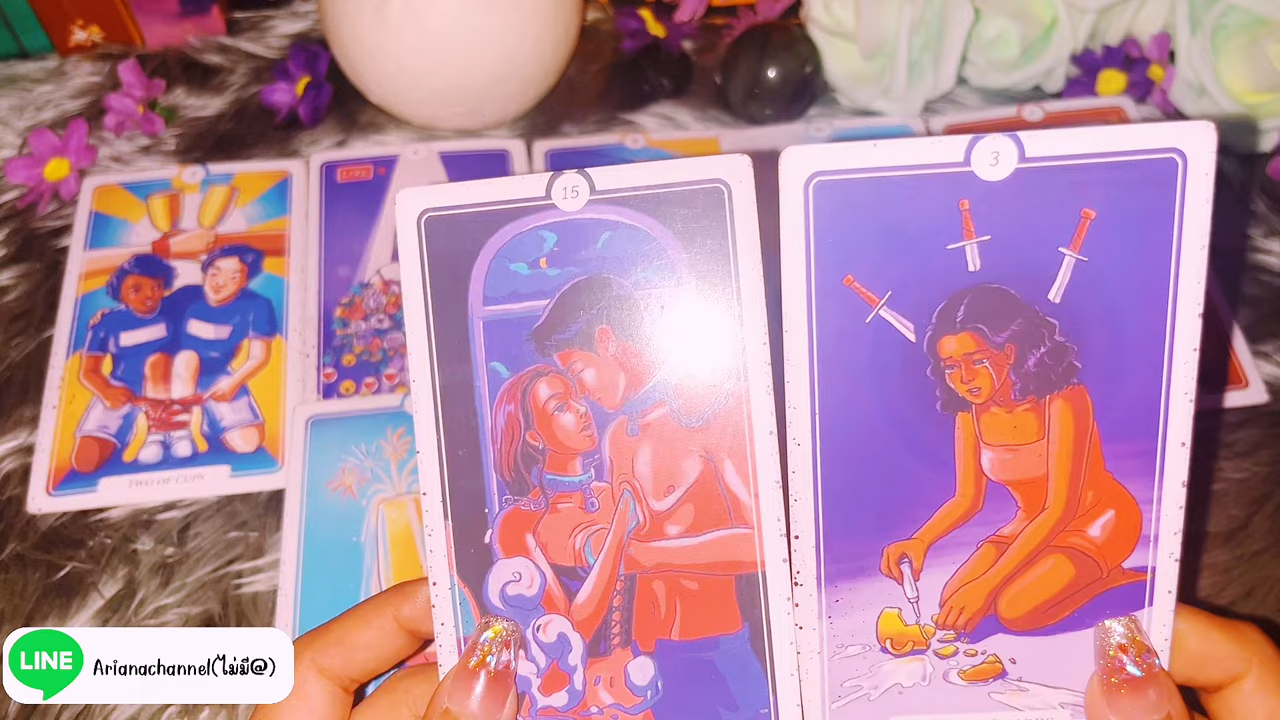 15
3
TWO OF CUPS
LINE
Arianachannel(ไม่มี@)